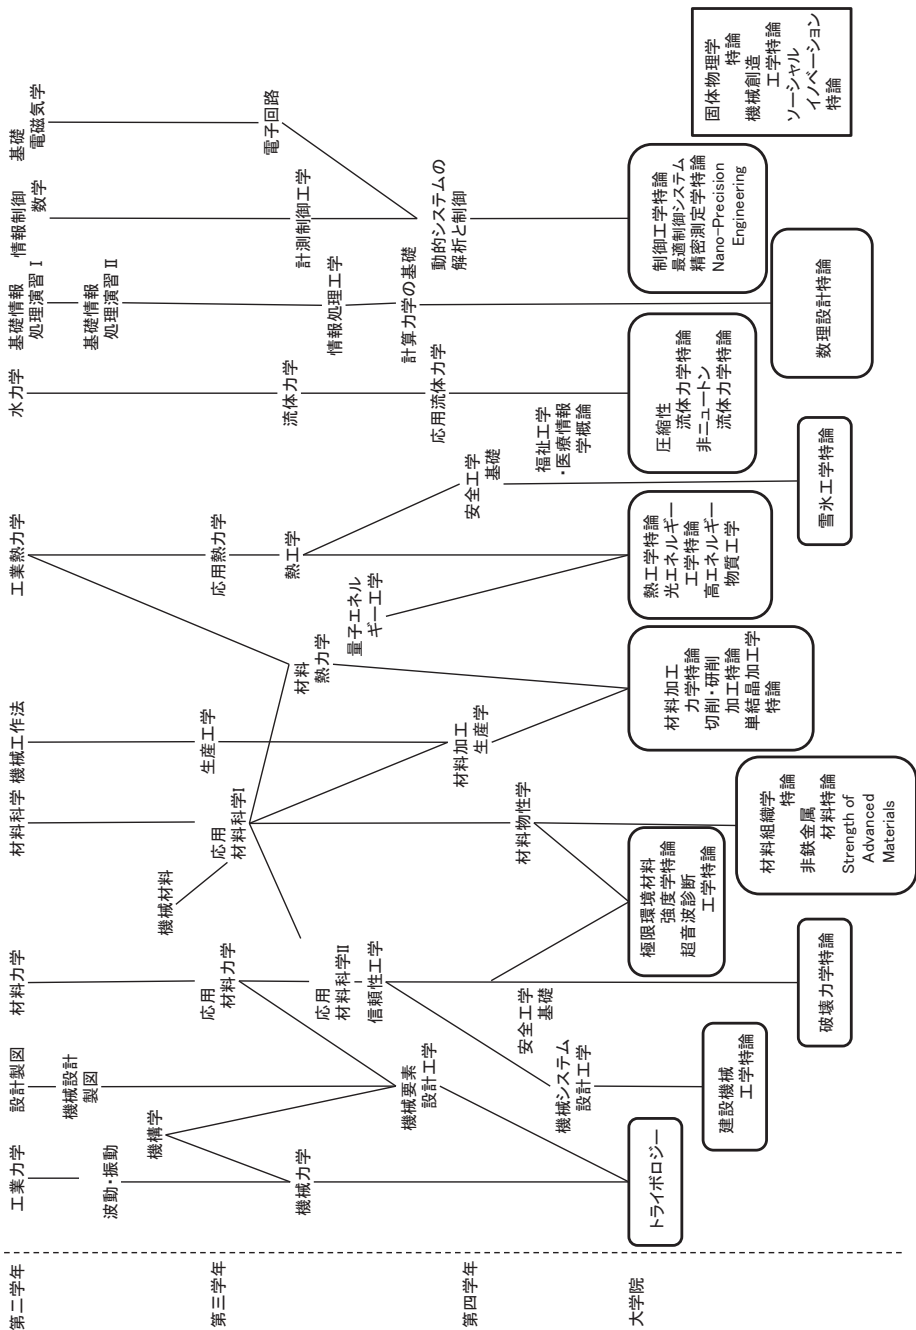 第二学年
第三学年
第四学年
大学院
工業力学
設計製図
材料力学
材料科学
機械工作法
工業熱力学
水力学
基礎情報
処理演習 I
情報制御
数学
基礎
電磁気学
波動・振動
機械設計
製図
基礎情報
処理演習 II
機構学
機械材料
応用
材料力学
応用
材料科学I
生産工学
応用熱力学
機械力学
応用
材料科学II
信頼性工学
材料
熱力学
熱工学
流体力学
情報処理工学
計測制御工学
電子回路
量子エネル
ギー工学
機械要素
設計工学
計算力学の基礎
材料加工
生産学
安全工学
基礎
応用流体力学
動的システムの
解析と制御
安全工学
基礎
材料物性学
福祉工学
・医療情報
学概論
機械システム
設計工学
トライボロジー
建設機械
工学特論
破壊力学特論
極限環境材料
強度学特論
超音波診断
工学特論
材料組織学
特論
非鉄金属
材料特論
Strength of
Advanced
Materials
材料加工
力学特論
切削・研削
加工特論
単結晶加工学
特論
熱工学特論
光エネルギー
工学特論
高エネルギー
物質工学
雪氷工学特論
圧縮性
流体力学特論
非ニュートン
流体力学特論
数理設計特論
制御工学特論
最適制御システム
精密測定学特論
Nano-Precision
Engineering
固体物理学
特論
機械創造
工学特論
ソーシャル
イノベーション
特論